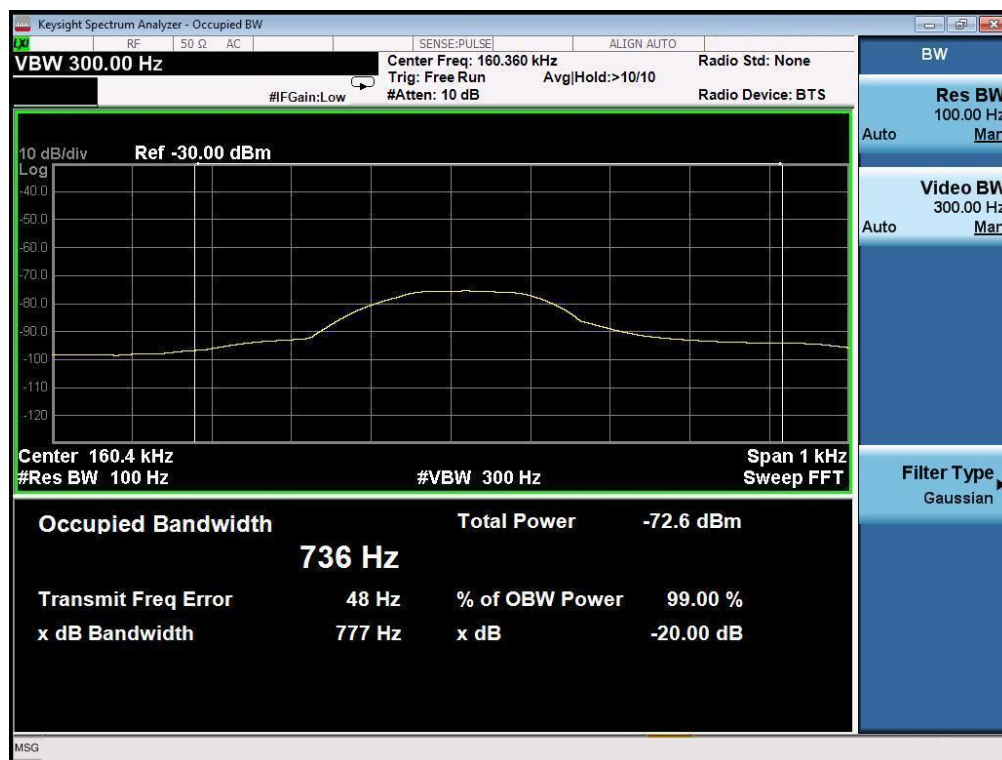 Keysight Spectrum Analyzer - Occupied BW
LXI RF 50 Ω AC SENSE:PULSE ALIGN AUTO
VBW 300.00 Hz
Center Freq: 160.360 kHz Radio Std: None
Trig: Free Run Avg|Hold:>10/10
#IFGain:Low #Atten: 10 dB Radio Device: BTS
10 dB/div Ref -30.00 dBm
Log
-40.0
-50.0
-60.0
-70.0
-80.0
-90.0
-100
-110
-120
Center 160.4 kHz Span 1 kHz
#Res BW 100 Hz #VBW 300 Hz Sweep FFT
Occupied Bandwidth Total Power -72.6 dBm
736 Hz
Transmit Freq Error 48 Hz % of OBW Power 99.00 %
x dB Bandwidth 777 Hz x dB -20.00 dB
MSG
BW
Res BW
100.00 Hz
Auto Man
Video BW
300.00 Hz
Auto Man
Filter Type
Gaussian